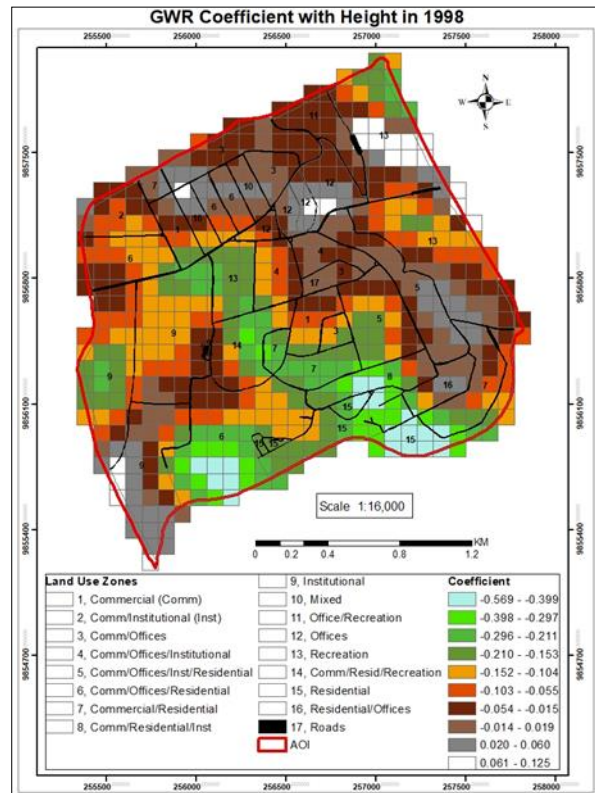 GWR Coefficient with Height in 1998
255500 256000 256500 257000 257500 258000
9857500
9856800
9856100
9855400
9854700
N
W E
S
Scale 1:16,000
KM
0 0.2 0.4 0.8 1.2
Land Use Zones
1, Commercial (Comm)
2, Comm/Institutional (Inst)
3, Comm/Offices
4, Comm/Offices/Institutional
5, Comm/Offices/Inst/Residential
6, Comm/Offices/Residential
7, Commercial/Residential
8, Comm/Residential/Inst
9, Institutional
10, Mixed
11, Office/Recreation
12, Offices
13, Recreation
14, Comm/Resid/Recreation
15, Residential
16, Residential/Offices
17, Roads
AOI
Coefficient
-0.569 - -0.399
-0.398 - -0.297
-0.296 - -0.211
-0.210 - -0.153
-0.152 - -0.104
-0.103 - -0.055
-0.054 - -0.015
-0.014 - 0.019
0.020 - 0.060
0.061 - 0.125
255500 256000 256500 257000 257500 258000